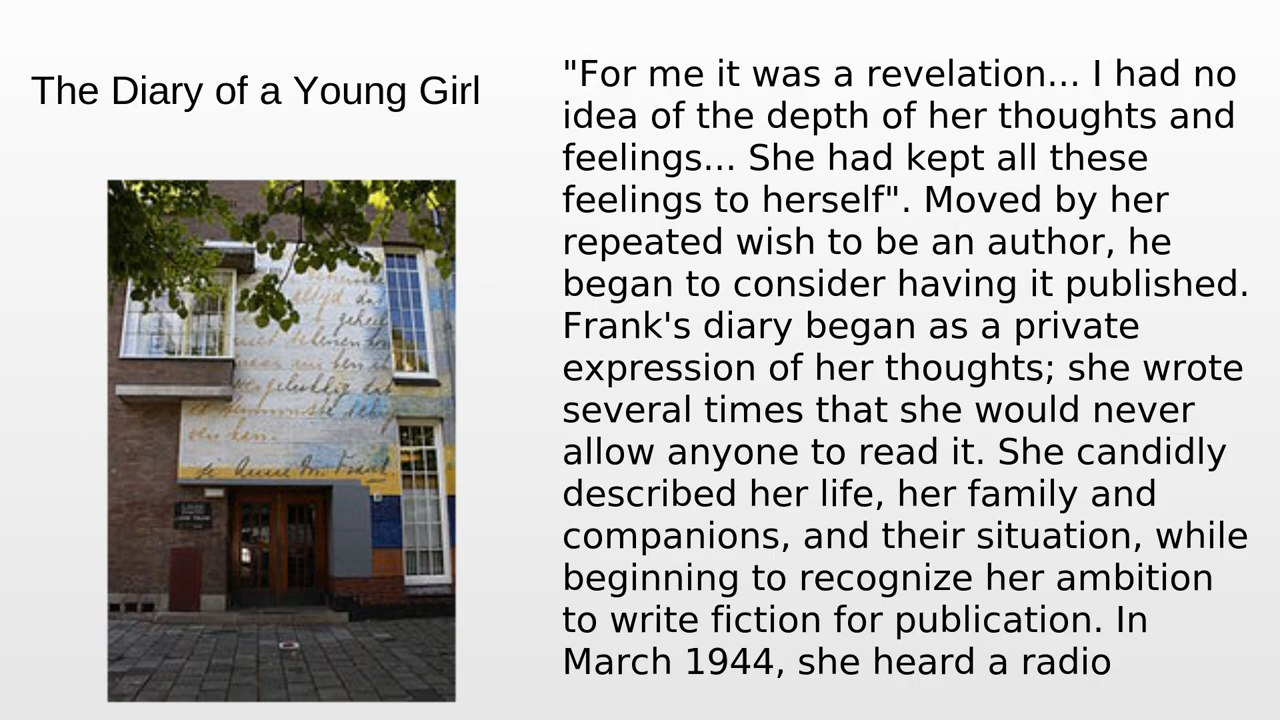 The Diary of a Young Girl
"For me it was a revelation... I had no
idea of the depth of her thoughts and
feelings... She had kept all these
feelings to herself". Moved by her
repeated wish to be an author, he
began to consider having it published.
Frank's diary began as a private
expression of her thoughts; she wrote
several times that she would never
allow anyone to read it. She candidly
described her life, her family and
companions, and their situation, while
beginning to recognize her ambition
to write fiction for publication. In
March 1944, she heard a radio